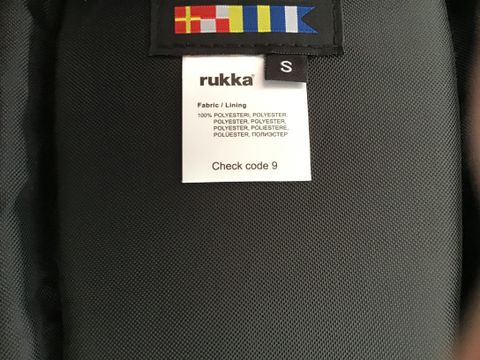 rukka®
S
Fabric / Lining
100% POLYESTERI, POLYESTER,
POLYESTER, POLYESTER,
POLYESTER, POLIESTERE,
POLÜESTER, ПОЛИЭСТЕР
Check code 9